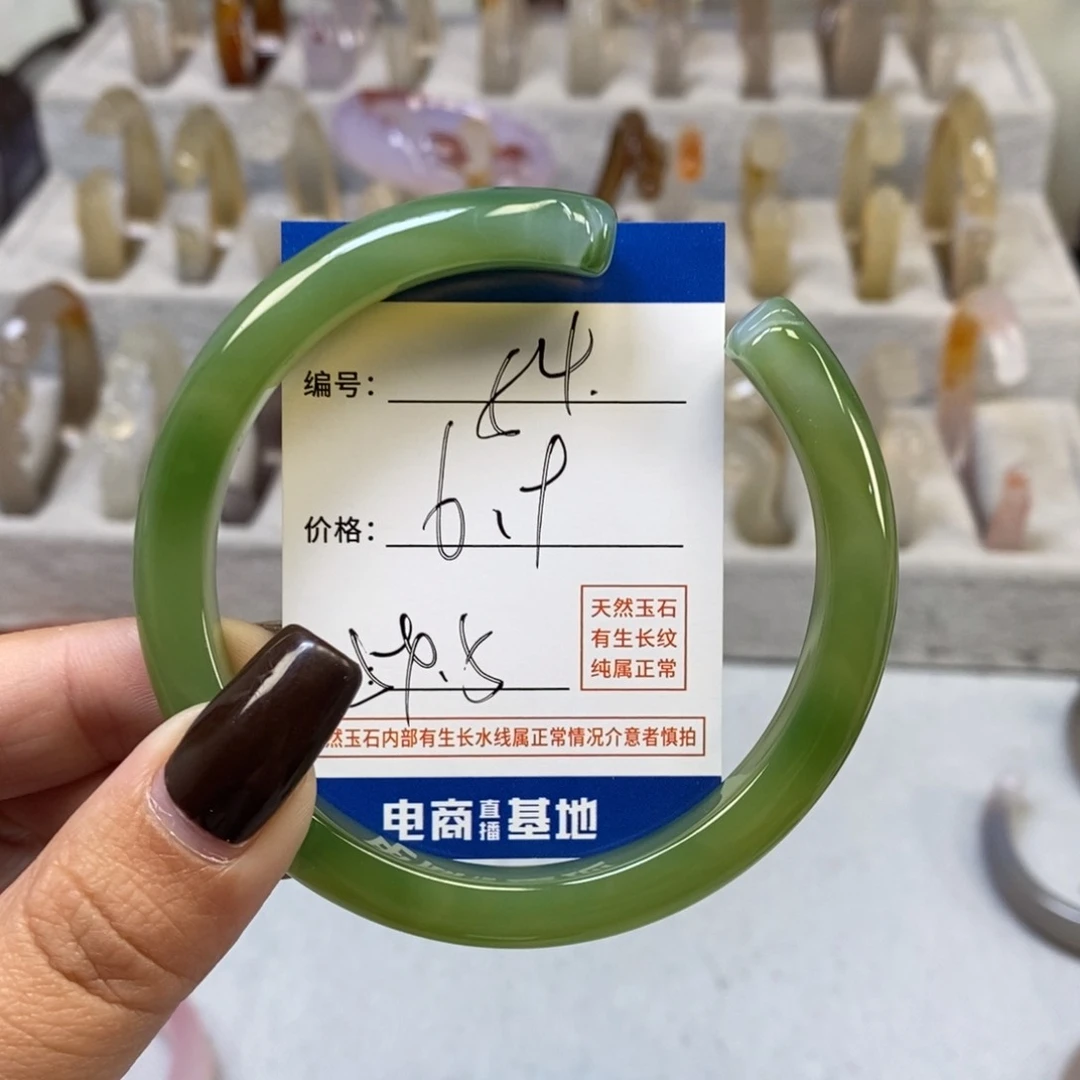 编号:
价格: 6.9
天然玉石
有生长纹
纯属正常
然玉石内部有生长水线属正常情况介意者慎拍
电商直播基地